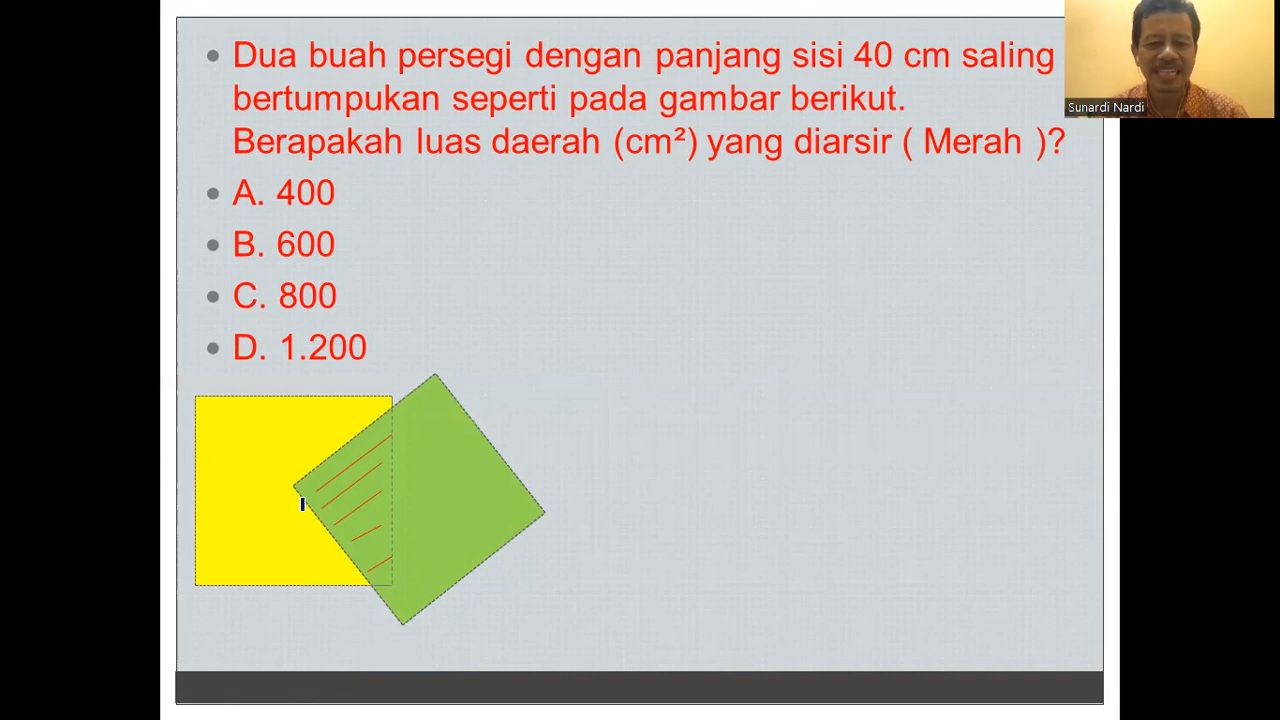 Dua buah persegi dengan panjang sisi 40 cm saling
bertumpukan seperti pada gambar berikut.
Berapakah luas daerah (cm²) yang diarsir ( Merah )?
A. 400
B. 600
C. 800
D. 1.200
Sunardi Nardi